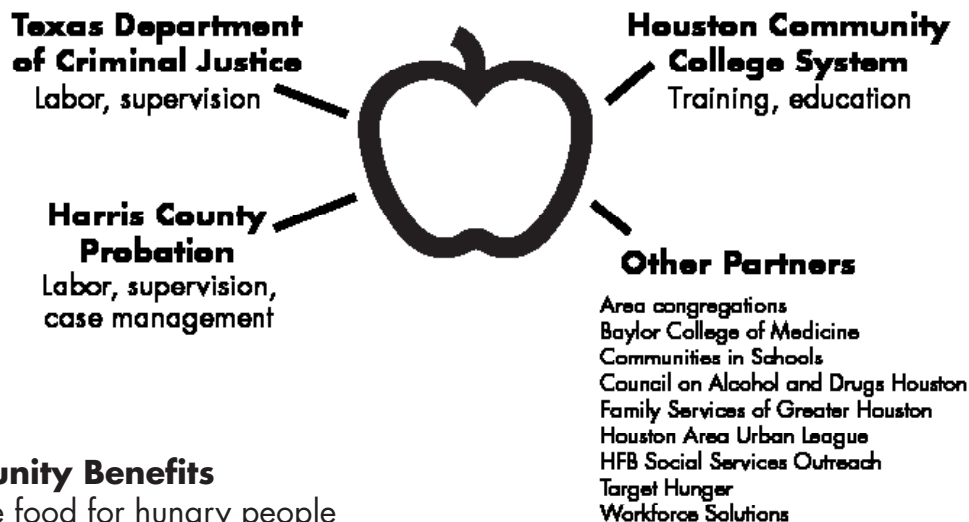 Texas Department
of Criminal Justice
Labor, supervision
Houston Community
College System
Training, education
Harris County
Probation
Labor, supervision,
case management
Other Partners
Area congregations
Baylor College of Medicine
Communities in Schools
Council on Alcohol and Drugs Houston
Family Services of Greater Houston
Houston Area Urban League
HFB Social Services Outreach
Target Hunger
Workforce Solutions
Benefits
food for hungry people